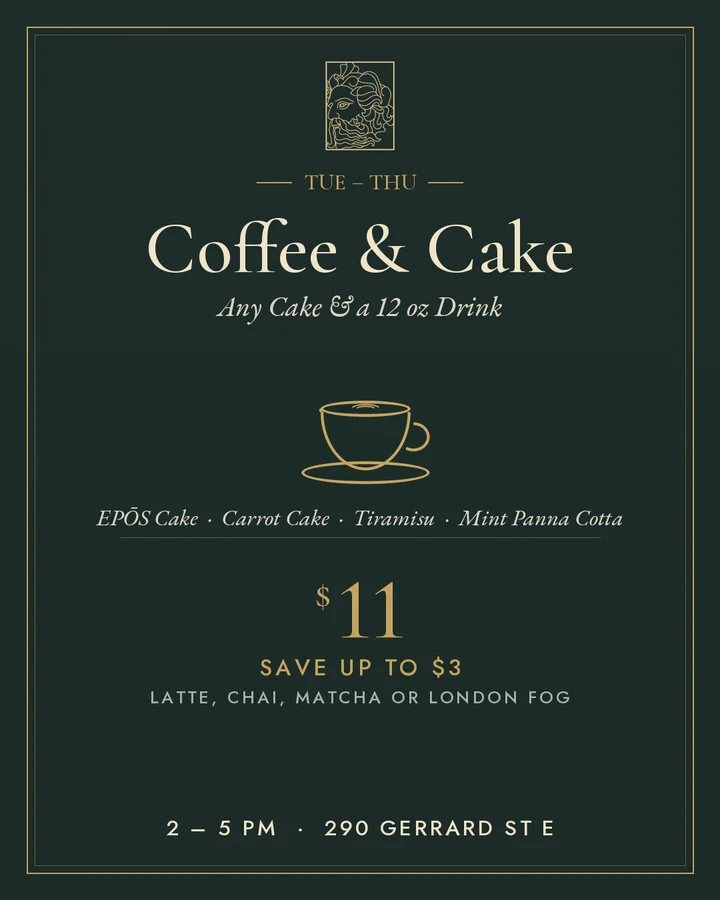 TUE – THU
Coffee & Cake
Any Cake & a 12 oz Drink
EPŌS Cake · Carrot Cake · Tiramisu · Mint Panna Cotta
$11
SAVE UP TO $3
LATTE, CHAI, MATCHA OR LONDON FOG
2 – 5 PM · 290 GERRARD ST E